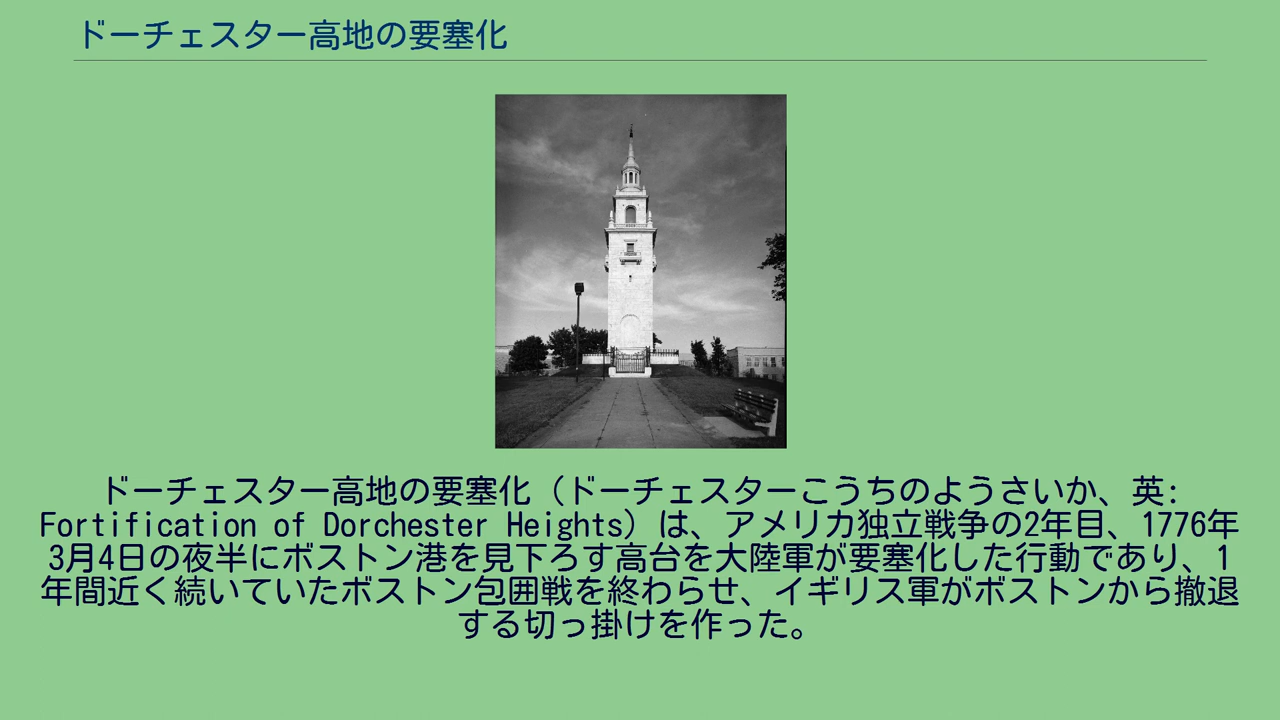 ドーチェスター高地の要塞化
ドーチェスター高地の要塞化（ドーチェスターこうちのようさいか、英:
Fortification of Dorchester Heights）は、アメリカ独立戦争の2年目、1776年
3月4日の夜半にボストン港を見下ろす高台を大陸軍が要塞化した行動であり、1
年間近く続いていたボストン包囲戦を終わらせ、イギリス軍がボストンから撤退
する切っ掛けを作った。